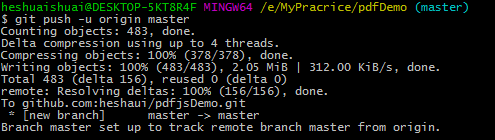 heshuaishuai@DESKTOP-5KT8R4F MINGW64 /e/MyPracrice/pdfDemo (master)
$ git push -u origin master
Counting objects: 483, done.
Delta compression using up to 4 threads.
Compressing objects: 100% (378/378), done.
Writing objects: 100% (483/483), 2.05 MiB | 312.00 KiB/s, done.
Total 483 (delta 156), reused 0 (delta 0)
remote: Resolving deltas: 100% (156/156), done.
To github.com:heshaui/pdfjsDemo.git
 * [new branch]      master -> master
Branch master set up to track remote branch master from origin.